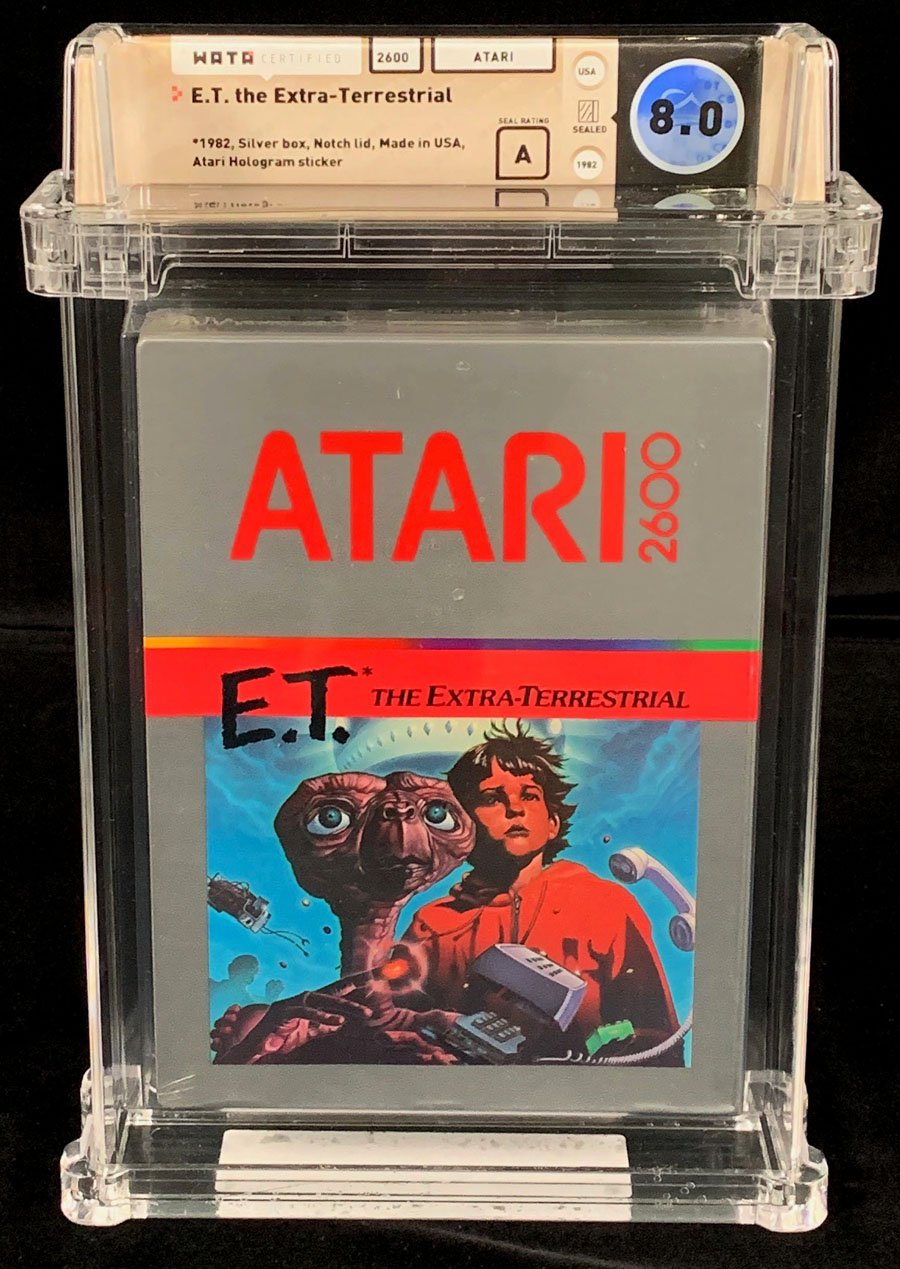 WATA CERTIFIED
2600
ATARI
E.T. the Extra-Terrestrial
*1982, Silver box, Notch lid, Made in USA,
Atari Hologram sticker
SEAL RATING
A
USA
SEALED
1982
8.0
ATARI 2600
E.T.* THE EXTRA-TERRESTRIAL